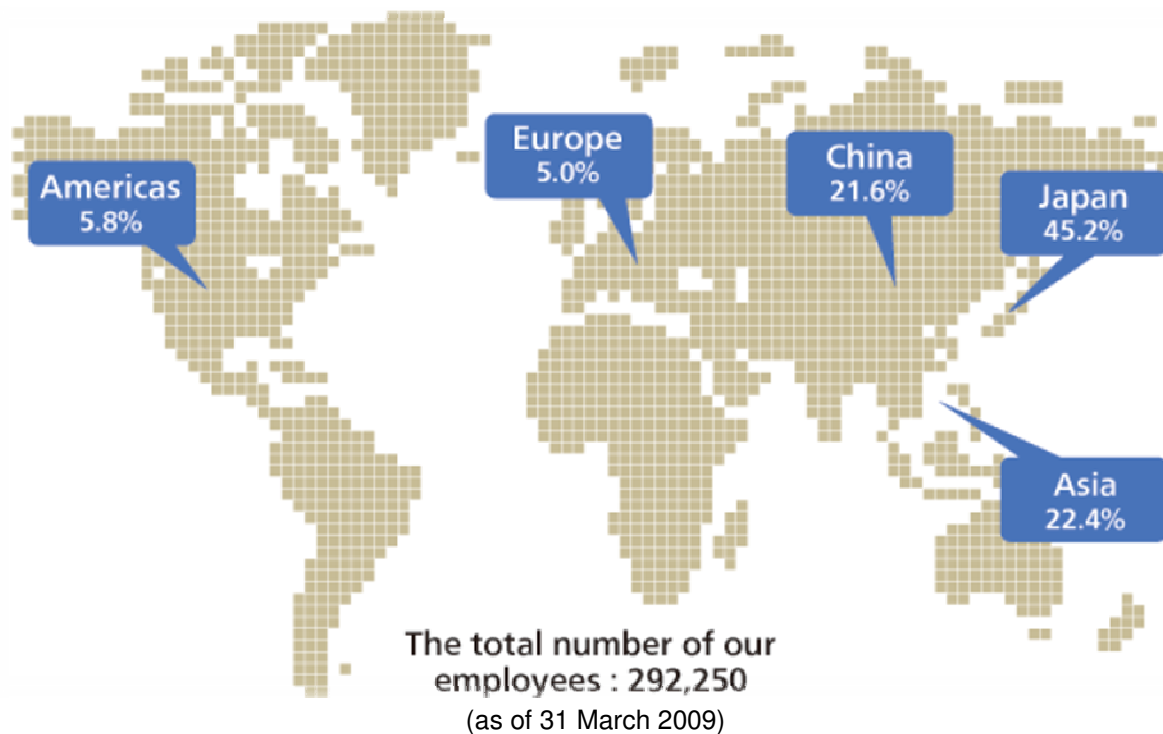 Americas
5.8%
Europe
5.0%
China
21.6%
Japan
45.2%
Asia
22.4%
The total number of our
employees : 292,250
(as of 31 March 2009)